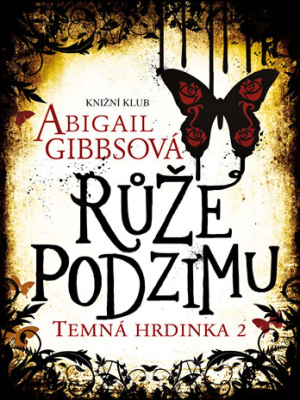 KNIŽNÍ KLUB
ABIGAIL
GIBBSOVÁ
RŮŽE
PODZIMU
TEMNÁ HRDINKA 2